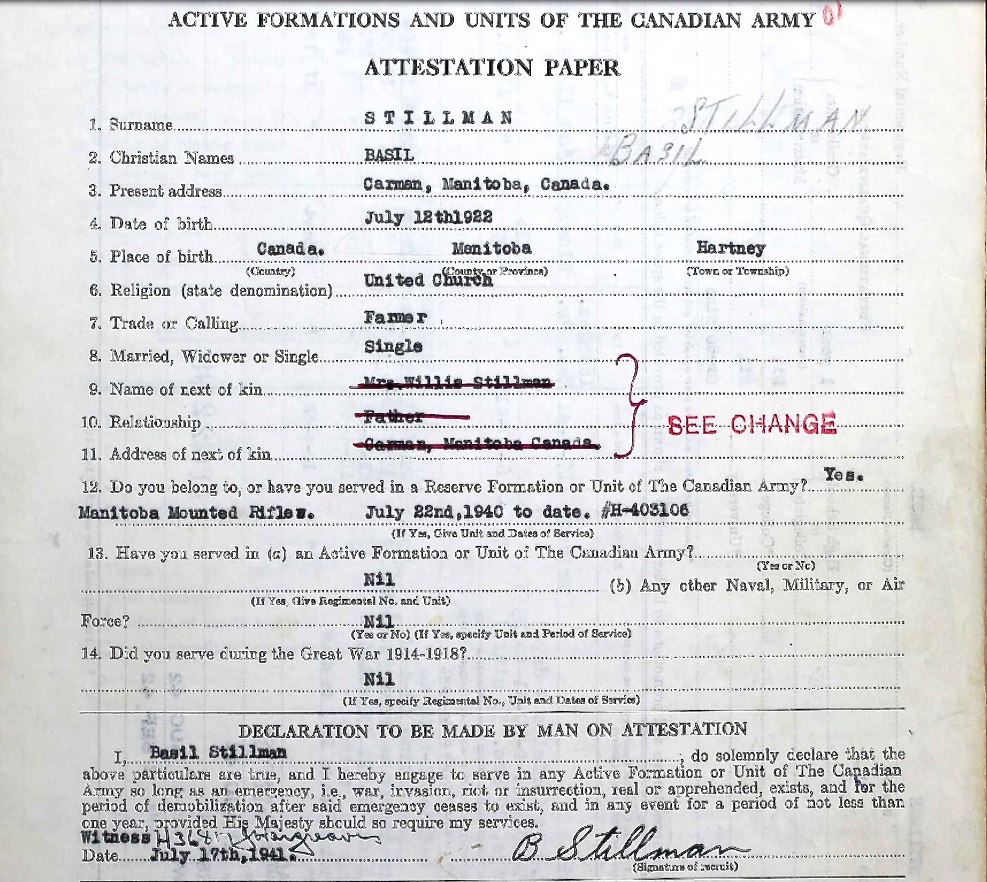 ACTIVE FORMATIONS AND UNITS OF THE CANADIAN ARMY
ATTESTATION PAPER
1. Surname STILLMAN STILLMAN
2. Christian Names BASIL BASIL
3. Present address Carman, Manitoba, Canada.
4. Date of birth July 12th1922
5. Place of birth Canada. Manitoba Hartney
(Country) (County or Province) (Town or Township)
6. Religion (state denomination) United Church
7. Trade or Calling Farmer
8. Married, Widower or Single Single
9. Name of next of kin Mrs.Willis Stillman
10. Relationship Father
SEE CHANGE
11. Address of next of kin Carman, Manitoba Canada.
12. Do you belong to, or have you served in a Reserve Formation or Unit of The Canadian Army? Yes.
Manitoba Mounted Rifles. July 22nd,1940 to date. #H-403106
(If Yes, Give Unit and Dates of Service)
13. Have you served in (a) an Active Formation or Unit of The Canadian Army?
(Yes or No)
Nil (b) Any other Naval, Military, or Air
(If Yes, Give Regimental No. and Unit)
Force? Nil
(Yes or No) (If Yes, specify Unit and Period of Service)
14. Did you serve during the Great War 1914-1918?
Nil
(If Yes, specify Regimental No., Unit and Dates of Service)
DECLARATION TO BE MADE BY MAN ON ATTESTATION
I, Basil Stillman, do solemnly declare that the
above particulars are true, and I hereby engage to serve in any Active Formation or Unit of The Canadian
Army so long as an emergency, i.e., war, invasion, riot or insurrection, real or apprehended, exists, and for the
period of demobilization after said emergency ceases to exist, and in any event for a period of not less than
one year, provided His Majesty should so require my services.
Witness
Date July 17th,1941. B Stillman
(Signature of recruit)